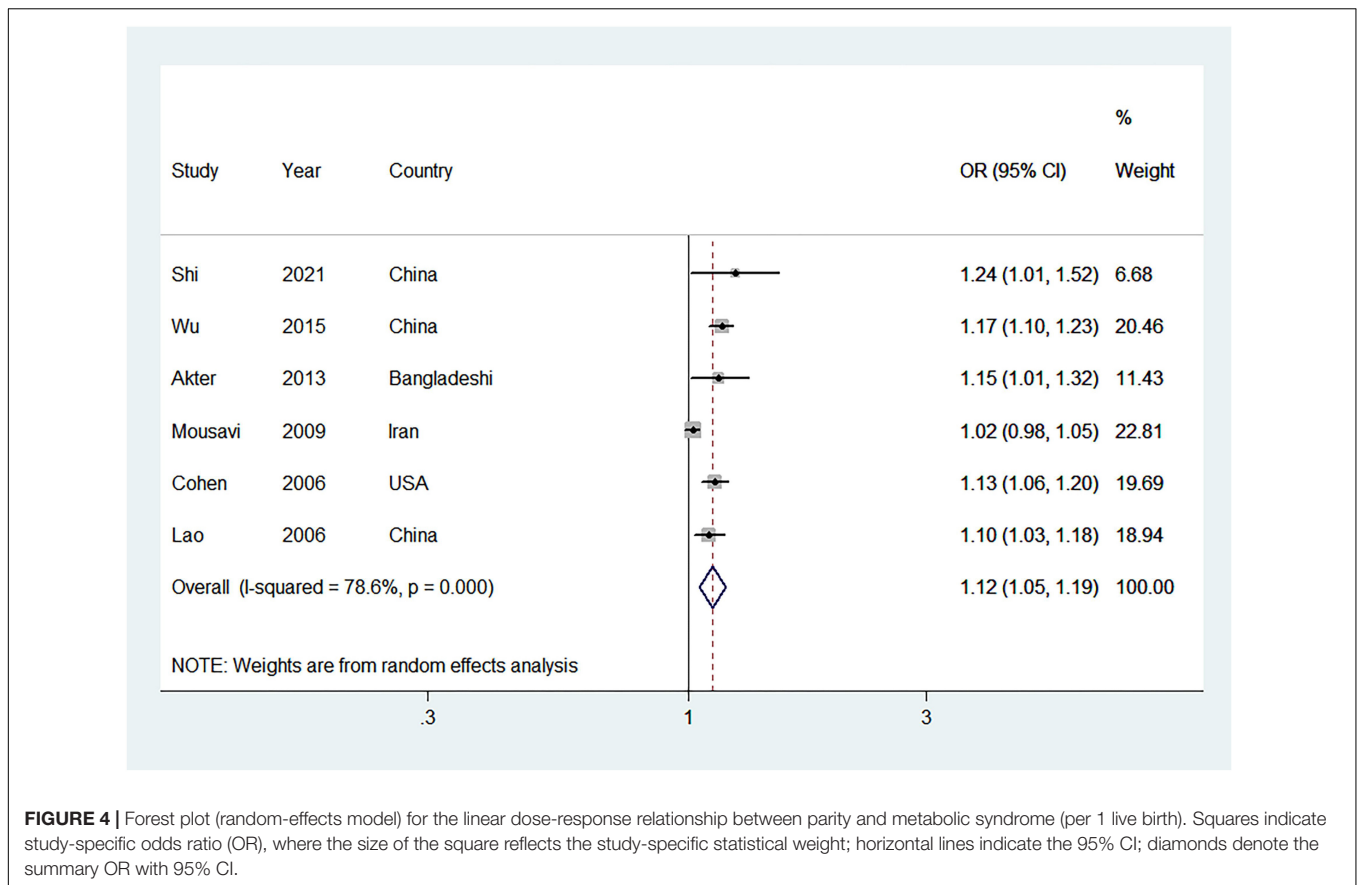 %
Study Year Country OR (95% CI) Weight
Shi 2021 China 1.24 (1.01, 1.52) 6.68
Wu 2015 China 1.17 (1.10, 1.23) 20.46
Akter 2013 Bangladeshi 1.15 (1.01, 1.32) 11.43
Mousavi 2009 Iran 1.02 (0.98, 1.05) 22.81
Cohen 2006 USA 1.13 (1.06, 1.20) 19.69
Lao 2006 China 1.10 (1.03, 1.18) 18.94
Overall (I-squared = 78.6%, p = 0.000) 1.12 (1.05, 1.19) 100.00
NOTE: Weights are from random effects analysis
.3 1 3
FIGURE 4 | Forest plot (random-effects model) for the linear dose-response relationship between parity and metabolic syndrome (per 1 live birth). Squares indicate
study-specific odds ratio (OR), where the size of the square reflects the study-specific statistical weight; horizontal lines indicate the 95% CI; diamonds denote the
summary OR with 95% CI.